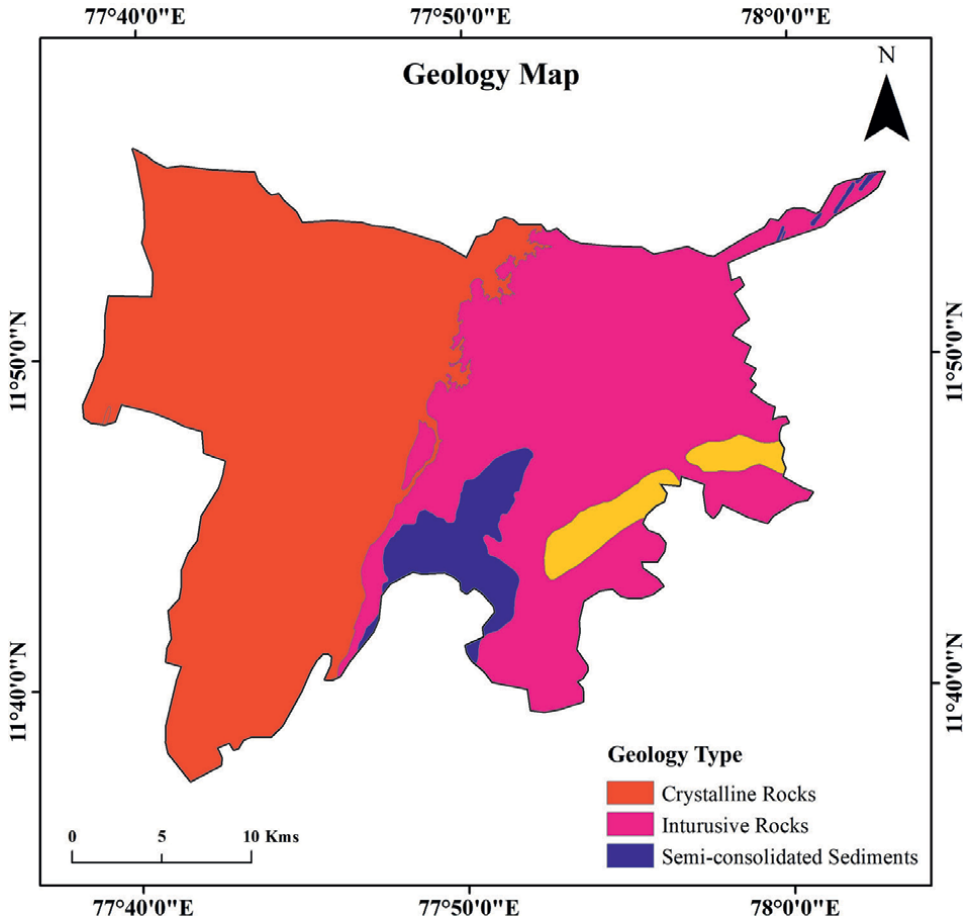 77°40'0"E 77°50'0"E 78°0'0"E
Geology Map
N
11°50'0"N 11°50'0"N
11°40'0"N 11°40'0"N
Geology Type
Crystalline Rocks
Inturusive Rocks
Semi-consolidated Sediments
0 5 10 Kms
77°40'0"E 77°50'0"E 78°0'0"E